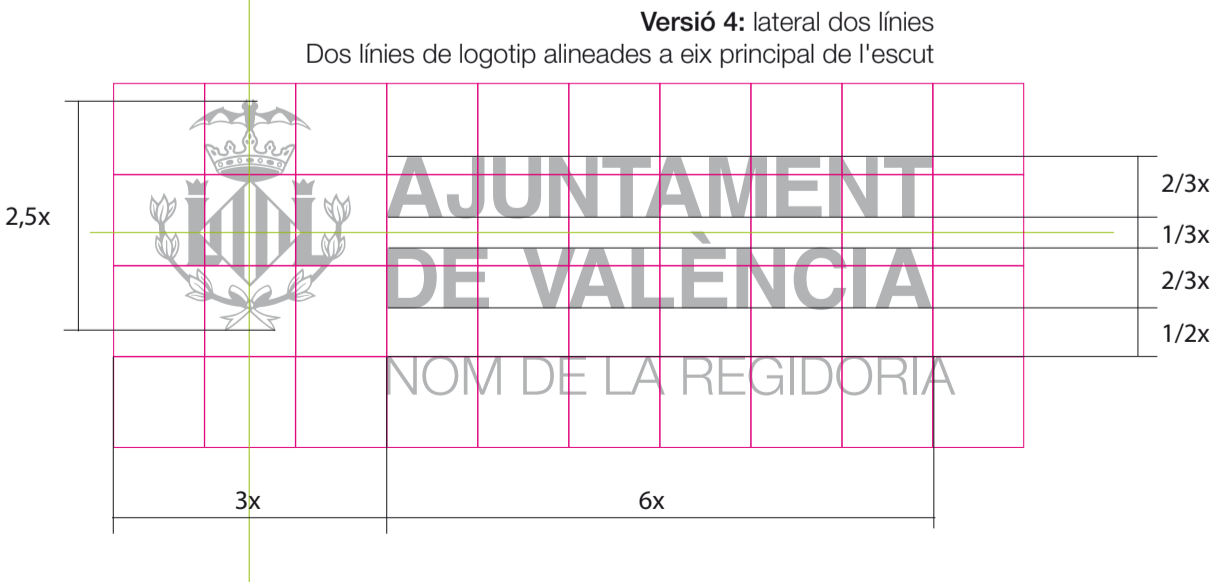 Versió 4: lateral dos línies
Dos línies de logotip alineades a eix principal de l'escut
2,5x
AJUNTAMENT
DE VALÈNCIA
NOM DE LA REGIDORIA
2/3x
1/3x
2/3x
1/2x
3x
6x